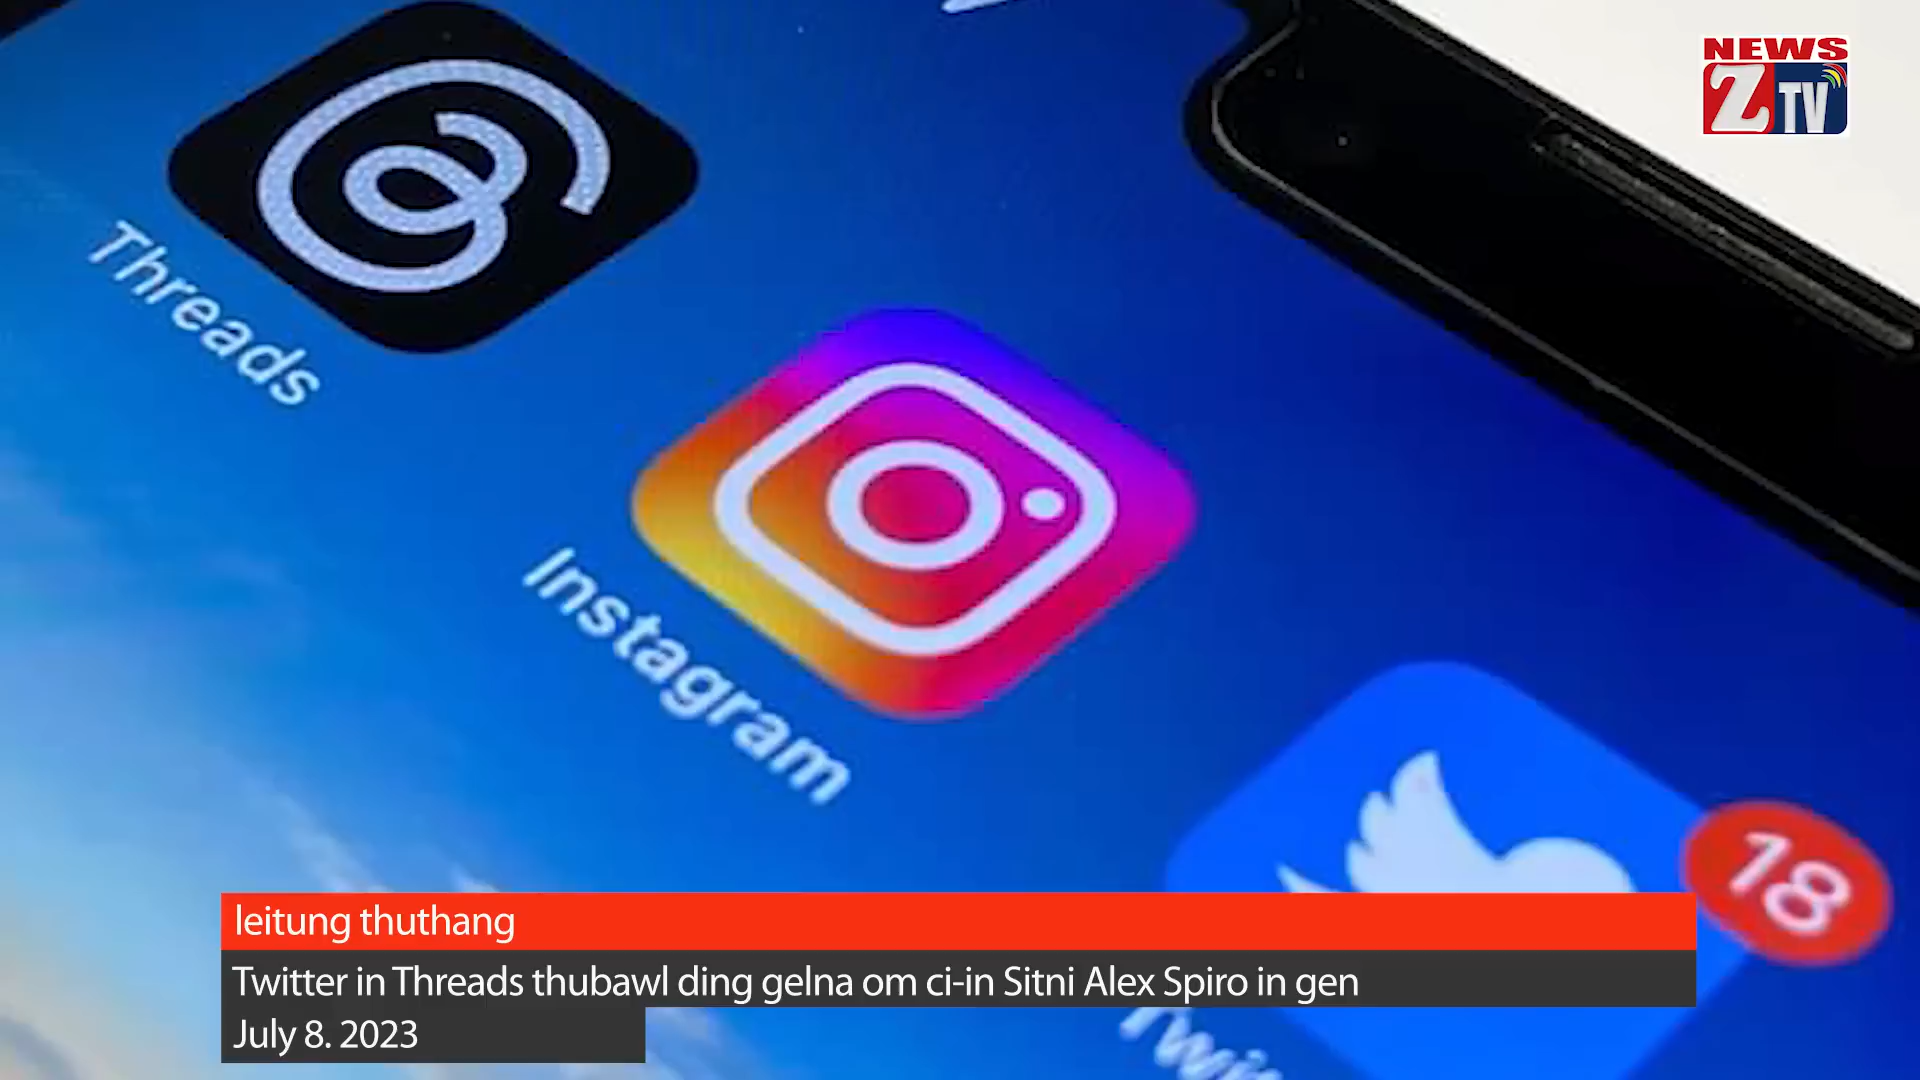 NEWS
Z TV
Threads
Instagram
18
leitung thuthang
Twitter in Threads thubawl ding gelna om ci-in Sitni Alex Spiro in gen
July 8. 2023